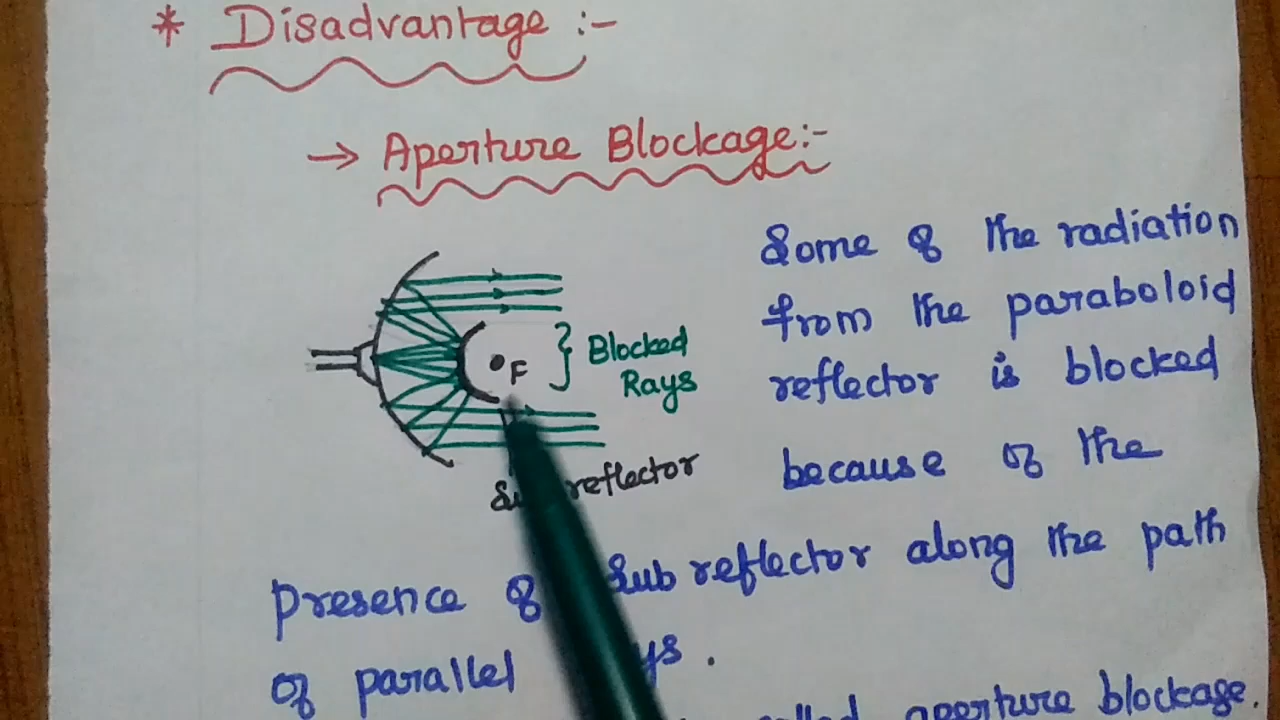 * Disadvantage :-
→ Aperture Blockage:-
Some of the radiation
from the paraboloid
reflector is blocked
because of the
presence of Sub reflector along the path
of parallel
called aperture blockage.
F
} Blocked
Rays
reflector